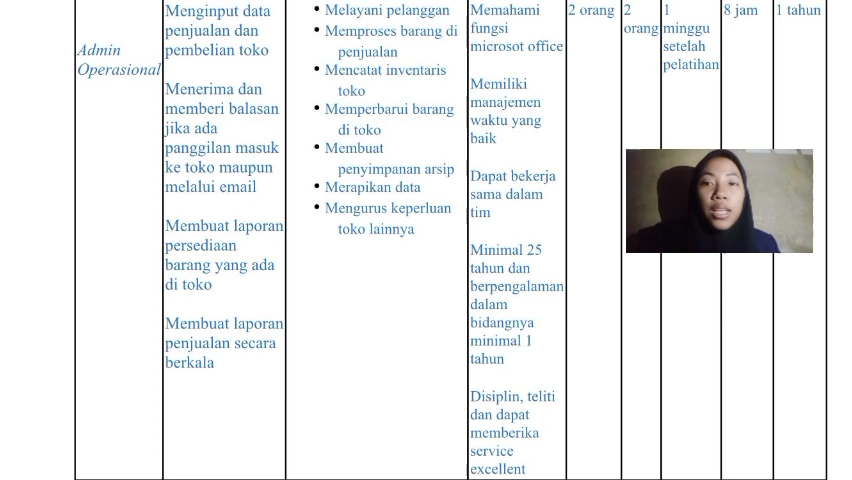 Admin
Operasional
Menginput data
penjualan dan
pembelian toko
Menerima dan
memberi balasan
jika ada
panggilan masuk
ke toko maupun
melalui email
Membuat laporan
persediaan
barang yang ada
di toko
Membuat laporan
penjualan secara
berkala
• Melayani pelanggan
• Memproses barang di
penjualan
• Mencatat inventaris
toko
• Memperbarui barang
di toko
• Membuat
penyimpanan arsip
• Merapikan data
• Mengurus keperluan
toko lainnya
Memahami
fungsi
microsot office
Memiliki
manajemen
waktu yang
baik
Dapat bekerja
sama dalam
tim
Minimal 25
tahun dan
berpengalaman
dalam
bidangnya
minimal 1
tahun
Disiplin, teliti
dan dapat
memberika
service
excellent
2 orang
2
orang
1
minggu
setelah
pelatihan
8 jam
1 tahun